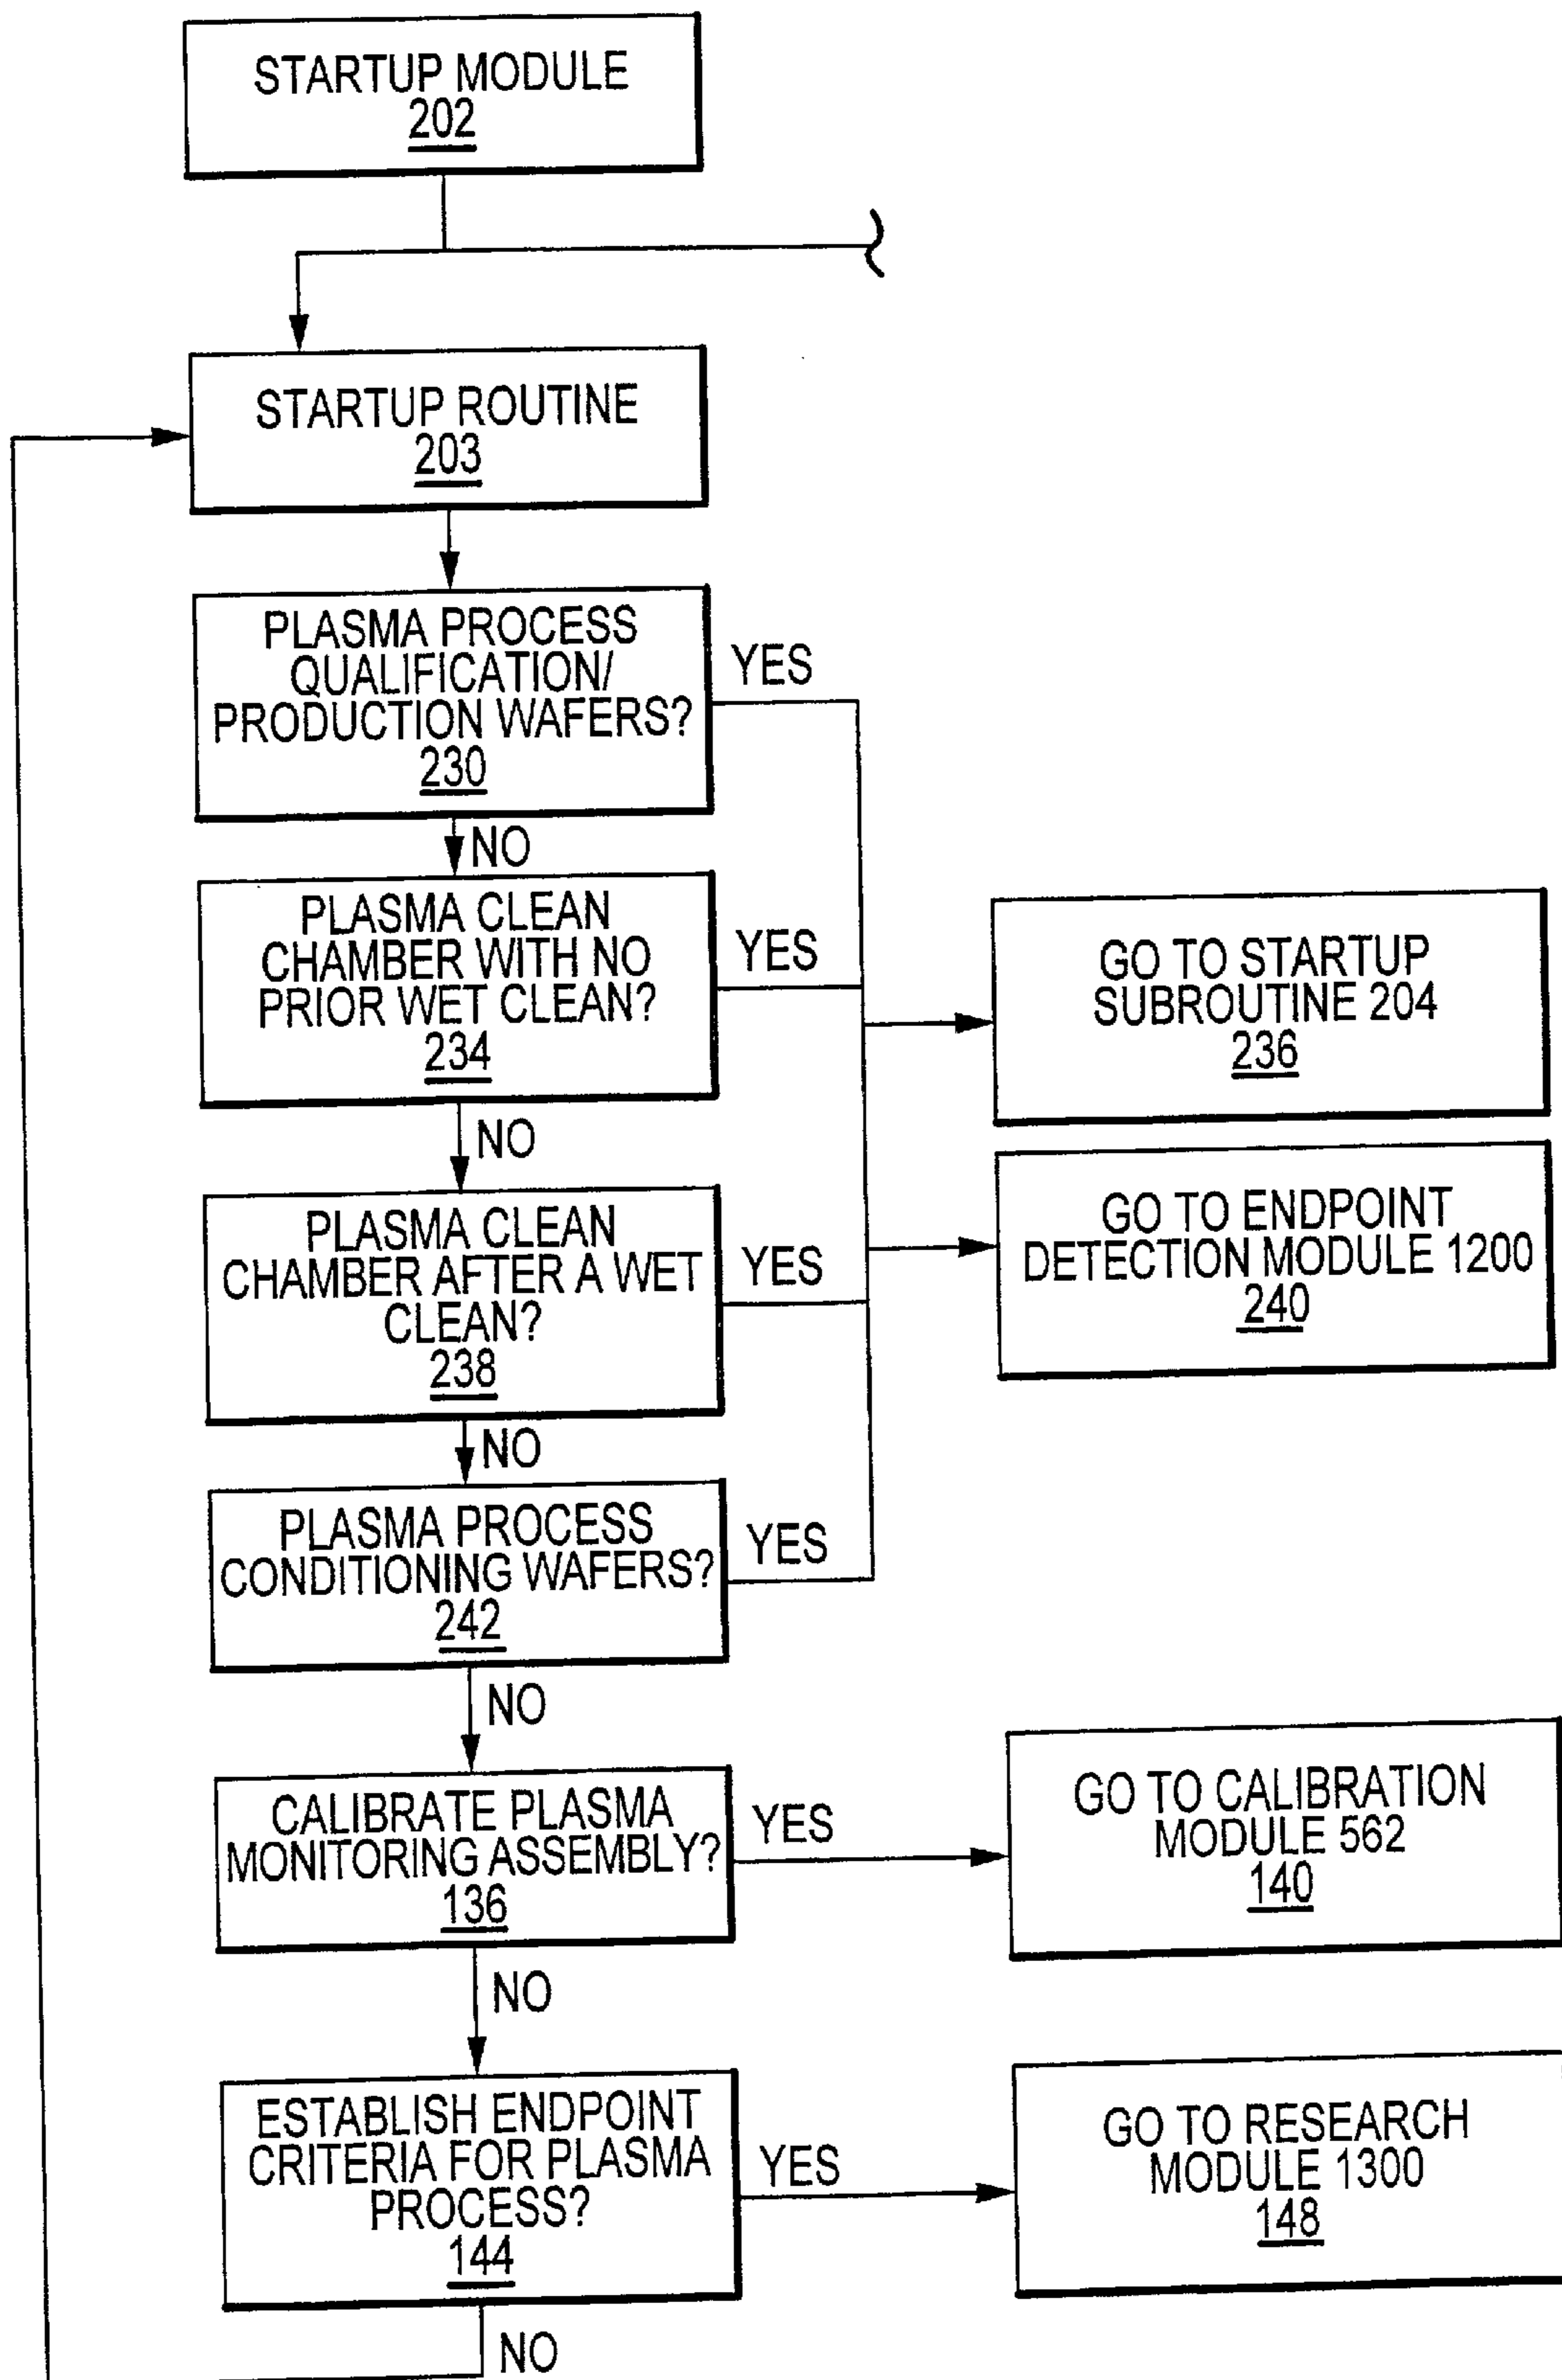 STARTUP MODULE
202
STARTUP ROUTINE
203
PLASMA PROCESS
QUALIFICATION/
PRODUCTION WAFERS?
230
YES
NO
PLASMA CLEAN
CHAMBER WITH NO
PRIOR WET CLEAN?
234
YES
GO TO STARTUP
SUBROUTINE 204
236
NO
PLASMA CLEAN
CHAMBER AFTER A WET
CLEAN?
238
YES
GO TO ENDPOINT
DETECTION MODULE 1200
240
NO
PLASMA PROCESS
CONDITIONING WAFERS?
242
YES
NO
CALIBRATE PLASMA
MONITORING ASSEMBLY?
136
YES
GO TO CALIBRATION
MODULE 562
140
NO
ESTABLISH ENDPOINT
CRITERIA FOR PLASMA
PROCESS?
144
YES
GO TO RESEARCH
MODULE 1300
148
NO